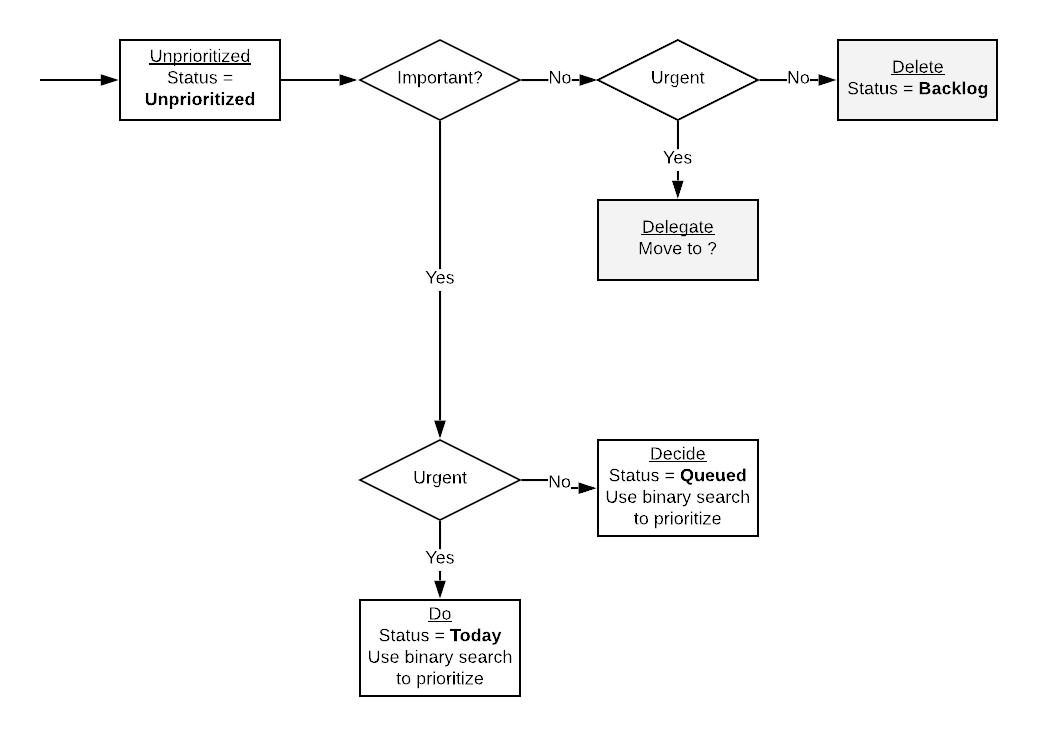 Unprioritized
Status =
Unprioritized
Important?
No
Urgent
No
Delete
Status = Backlog
Yes
Delegate
Move to ?
Yes
Urgent
No
Decide
Status = Queued
Use binary search
to prioritize
Yes
Do
Status = Today
Use binary search
to prioritize